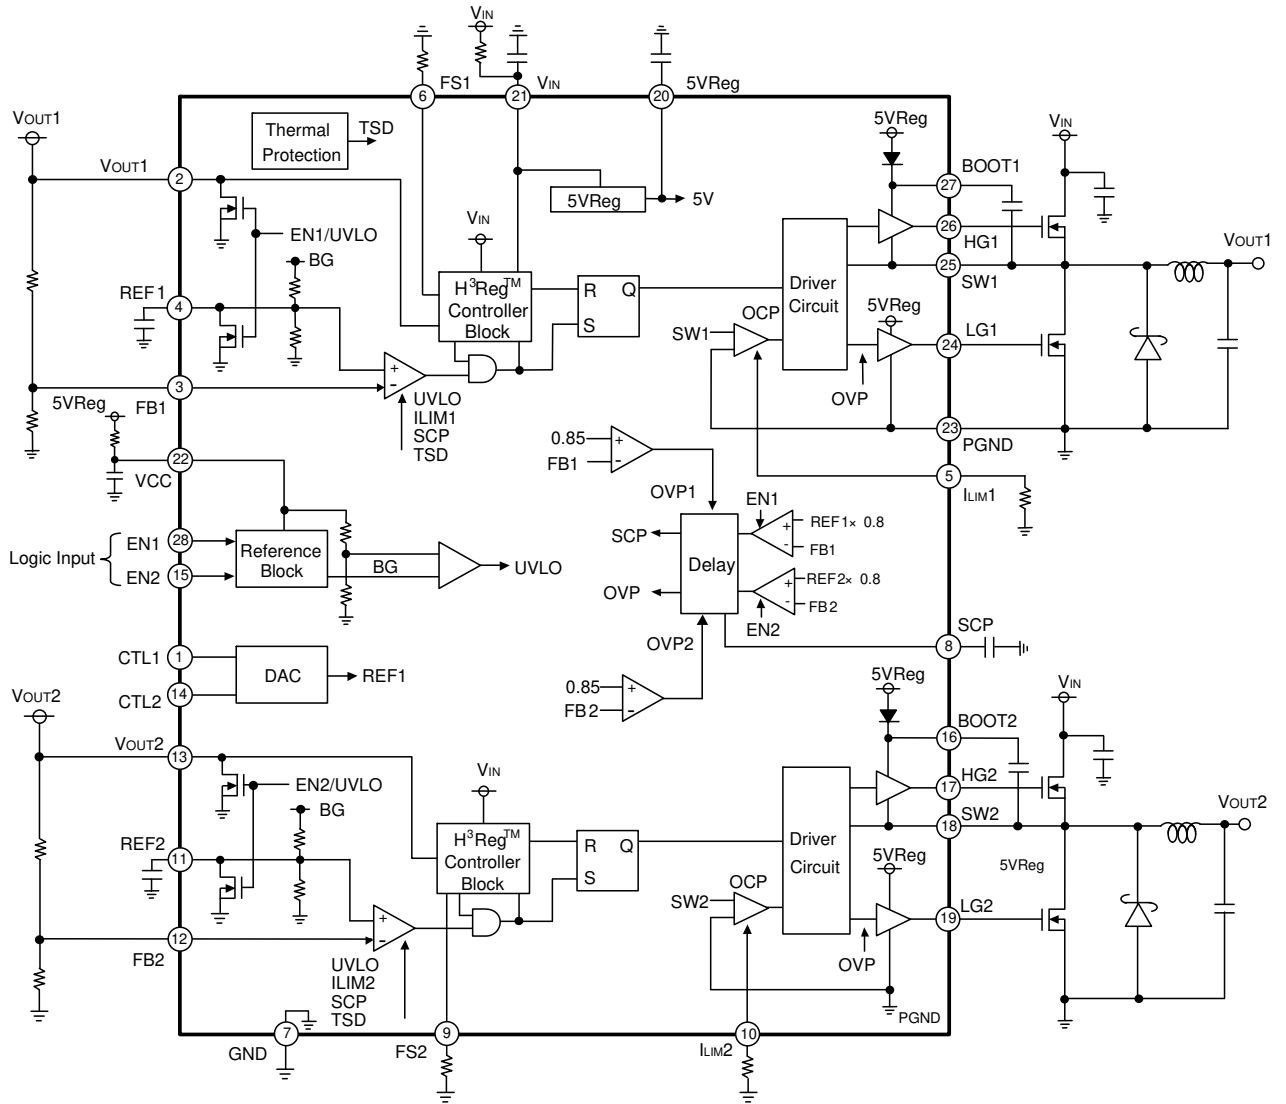 VIN
FS1
VIN
5VReg
6
21
20
VOUT1
Thermal
Protection
TSD
5VReg
VIN
VOUT1
2
BOOT1
27
5VReg
5V
VIN
26
HG1
EN1/UVLO
BG
VOUT1
25
SW1
REF1
4
H³Reg™
Controller
Block
R
Q
S
Driver
Circuit
5VReg
OCP
SW1
LG1
24
3
FB1
+
-
UVLO
ILIM1
SCP
TSD
OVP
5VReg
23
PGND
22
VCC
0.85
FB1
+
-
5
ILIM1
OVP1
EN1
REF1× 0.8
FB1
+
-
Logic Input
EN1
28
EN2
15
Reference
Block
BG
UVLO
SCP
Delay
OVP
REF2× 0.8
FB2
+
-
EN2
OVP2
SCP
8
CTL1
1
CTL2
14
DAC
REF1
0.85
FB2
+
-
5VReg
VIN
VOUT2
BOOT2
16
VOUT2
13
VIN
HG2
17
EN2/UVLO
BG
SW2
18
VOUT2
REF2
11
H³Reg™
Controller
Block
R
Q
S
Driver
Circuit
5VReg
5VReg
OCP
SW2
LG2
19
12
FB2
+
-
UVLO
ILIM2
SCP
TSD
OVP
PGND
7
GND
9
FS2
10
ILIM2